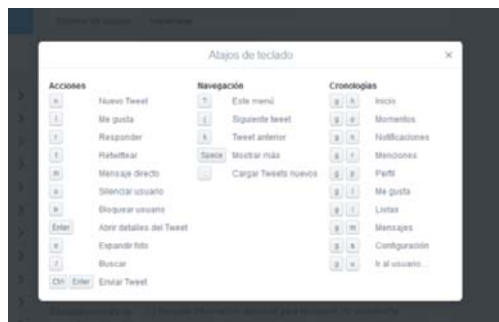 Atajos de teclado
Acciones
n Nuevo Tweet
l Me gusta
r Responder
t Retwittear
m Mensaje directo
u Silenciar usuario
b Bloquear usuario
Enter Abrir detalles del Tweet
o Expandir foto
/ Buscar
Ctrl Enter Enviar Tweet
Navegación
? Este menú
j Siguiente tweet
k Tweet anterior
Space Mostrar más
. Cargar Tweets nuevos
Cronologías
g h Inicio
g o Momentos
g n Notificaciones
g r Menciones
g p Perfil
g l Me gusta
g i Listas
g m Mensajes
g s Configuración
g u Ir al usuario...